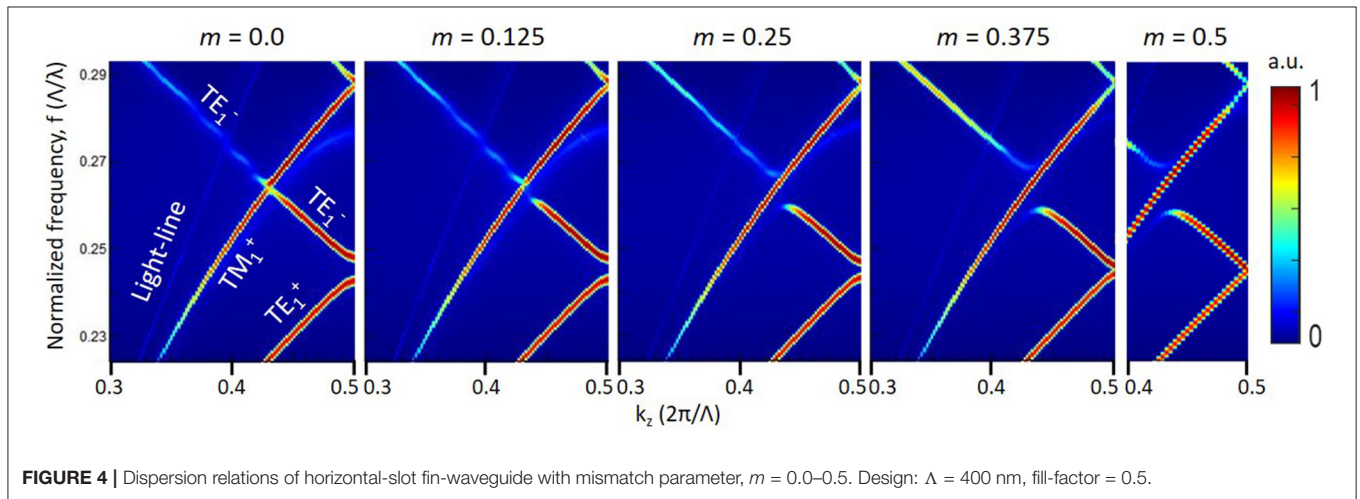 m = 0.0 m = 0.125 m = 0.25 m = 0.375 m = 0.5
a.u.
1
0
Normalized frequency, f (Λ/λ)
0.29
0.27
0.25
0.23
TE₁⁻
TE₁⁻
Light-line
TM₁⁺
TE₁⁺
0.3 0.4 0.5 0.3 0.4 0.5 0.3 0.4 0.5 0.3 0.4 0.5 0.4 0.5
k_z (2π/Λ)
FIGURE 4 | Dispersion relations of horizontal-slot fin-waveguide with mismatch parameter, m = 0.0–0.5. Design: Λ = 400 nm, fill-factor = 0.5.